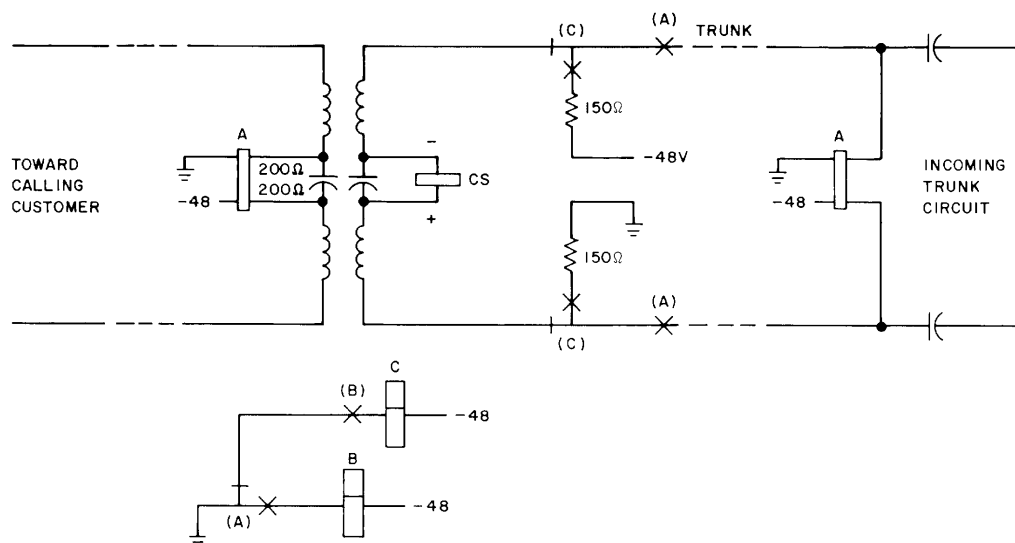 (C)
(A)
TRUNK
150Ω
-48V
A
200Ω
200Ω
-48
-
CS
+
TOWARD
CALLING
CUSTOMER
A
-48
INCOMING
TRUNK
CIRCUIT
150Ω
(A)
(C)
(B)
C
-48
B
-48
(A)